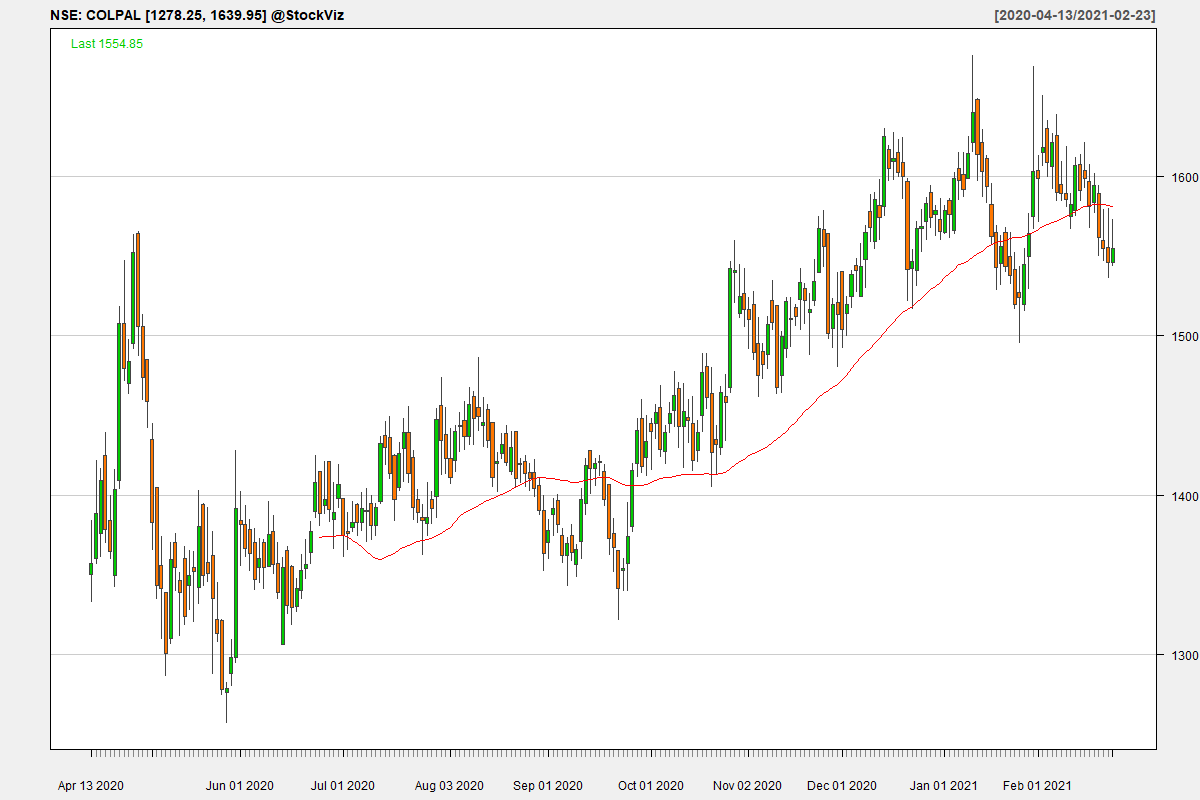 NSE: COLPAL [1278.25, 1639.95] @StockViz
[2020-04-13/2021-02-23]
Last 1554.85
1600
1500
1400
1300
Apr 13 2020
Jun 01 2020
Jul 01 2020
Aug 03 2020
Sep 01 2020
Oct 01 2020
Nov 02 2020
Dec 01 2020
Jan 01 2021
Feb 01 2021